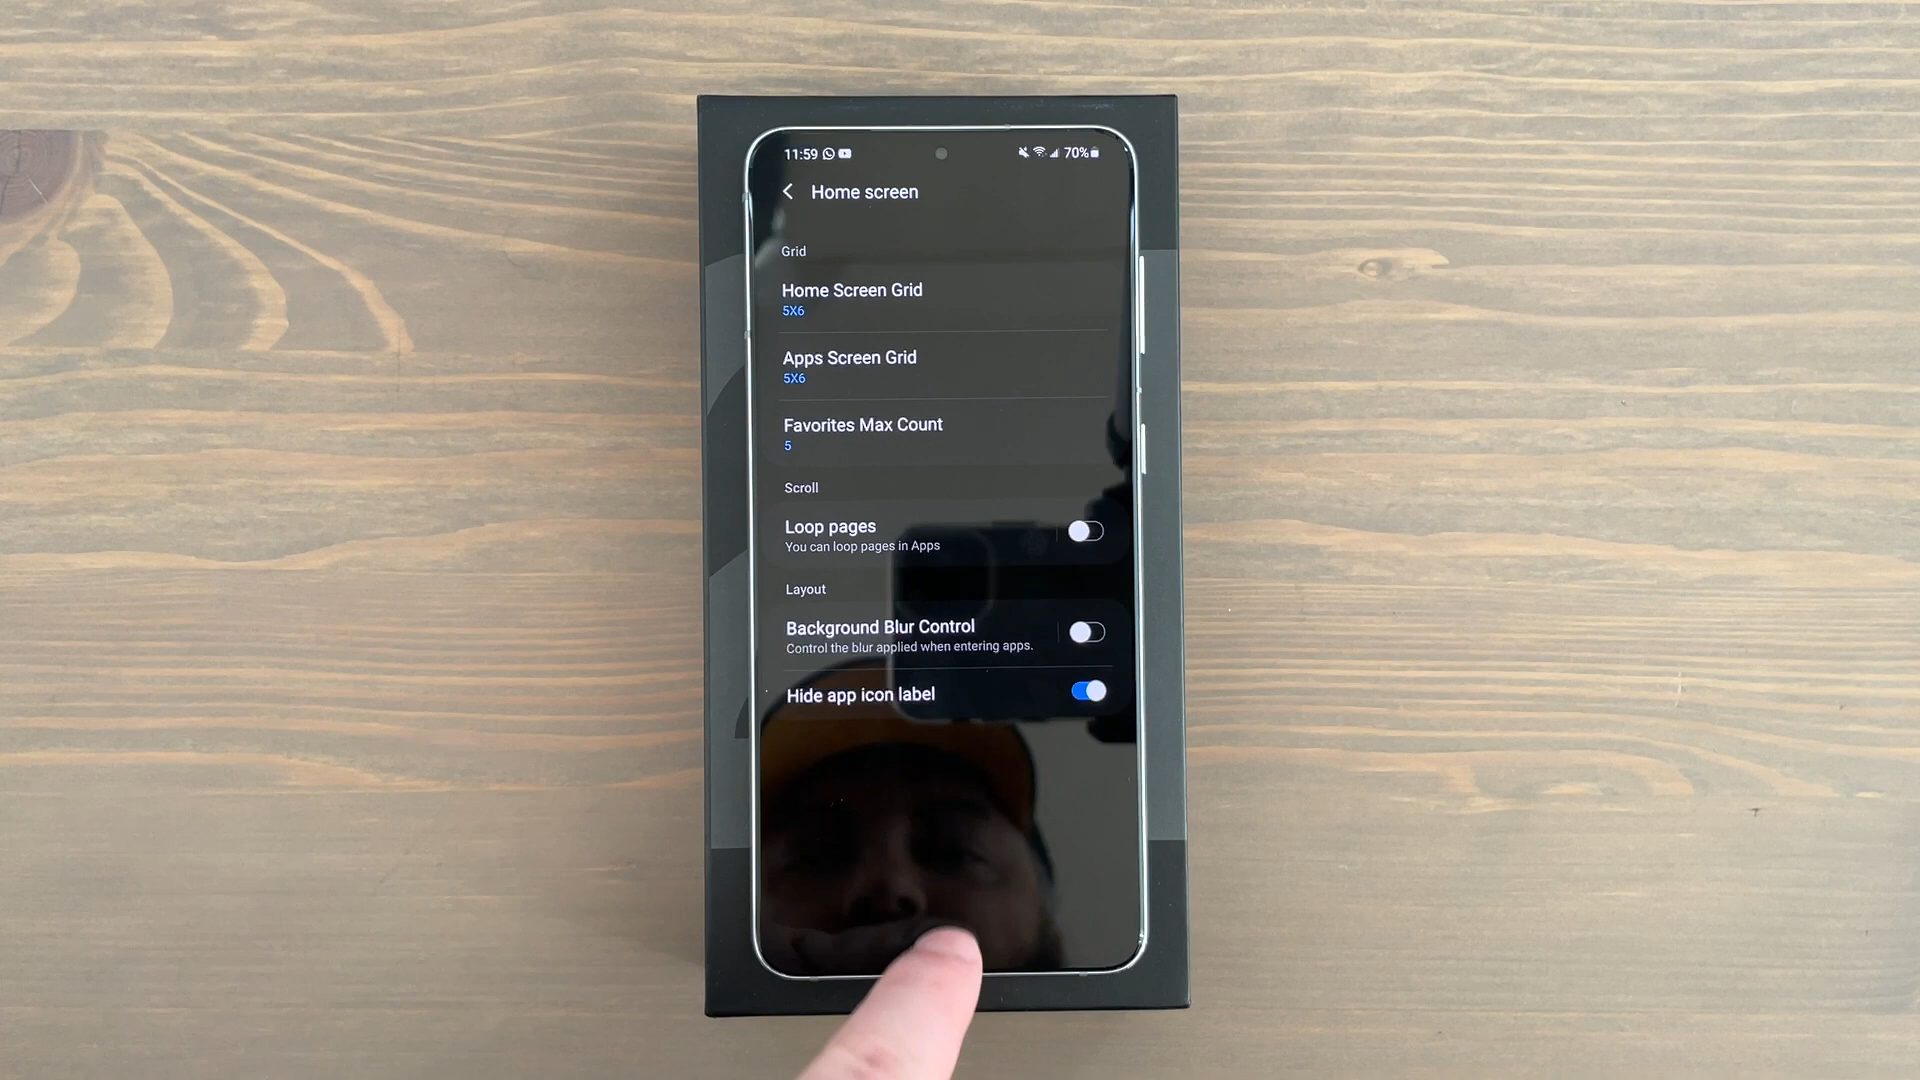 11:59 70%
Home screen
Grid
Home Screen Grid
5X6
Apps Screen Grid
5X6
Favorites Max Count
5
Scroll
Loop pages
You can loop pages in Apps
Layout
Background Blur Control
Control the blur applied when entering apps.
Hide app icon label